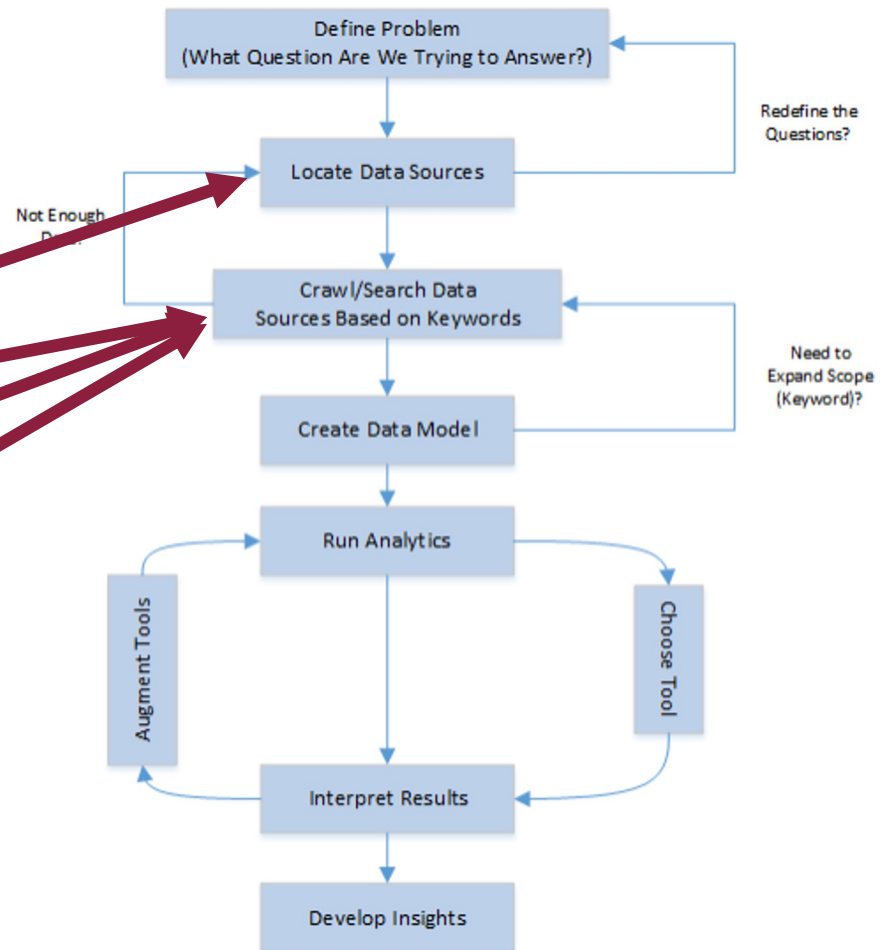 Define Problem
(What Question Are We Trying to Answer?)
Redefine the
Questions?
Locate Data Sources
Not Enough
Crawl/Search Data
Sources Based on Keywords
Need to
Expand Scope
(Keyword)?
Create Data Model
Run Analytics
Augment Tools
Choose Tool
Interpret Results
Develop Insights